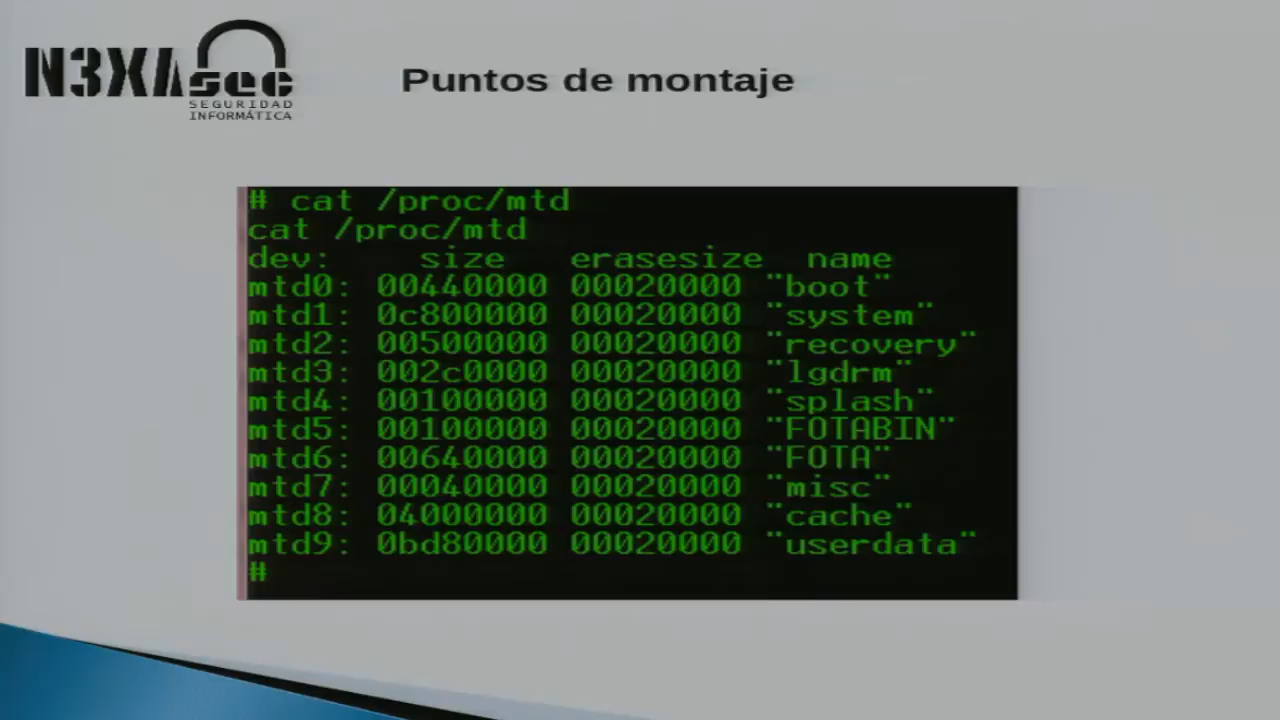 N3XAsec
SEGURIDAD
INFORMÁTICA
Puntos de montaje
# cat /proc/mtd
cat /proc/mtd
dev:    size   erasesize  name
mtd0: 00440000 00020000 "boot"
mtd1: 0c800000 00020000 "system"
mtd2: 00500000 00020000 "recovery"
mtd3: 002c0000 00020000 "lgdrm"
mtd4: 00100000 00020000 "splash"
mtd5: 00100000 00020000 "FOTABIN"
mtd6: 00640000 00020000 "FOTA"
mtd7: 00040000 00020000 "misc"
mtd8: 04000000 00020000 "cache"
mtd9: 0bd80000 00020000 "userdata"
#